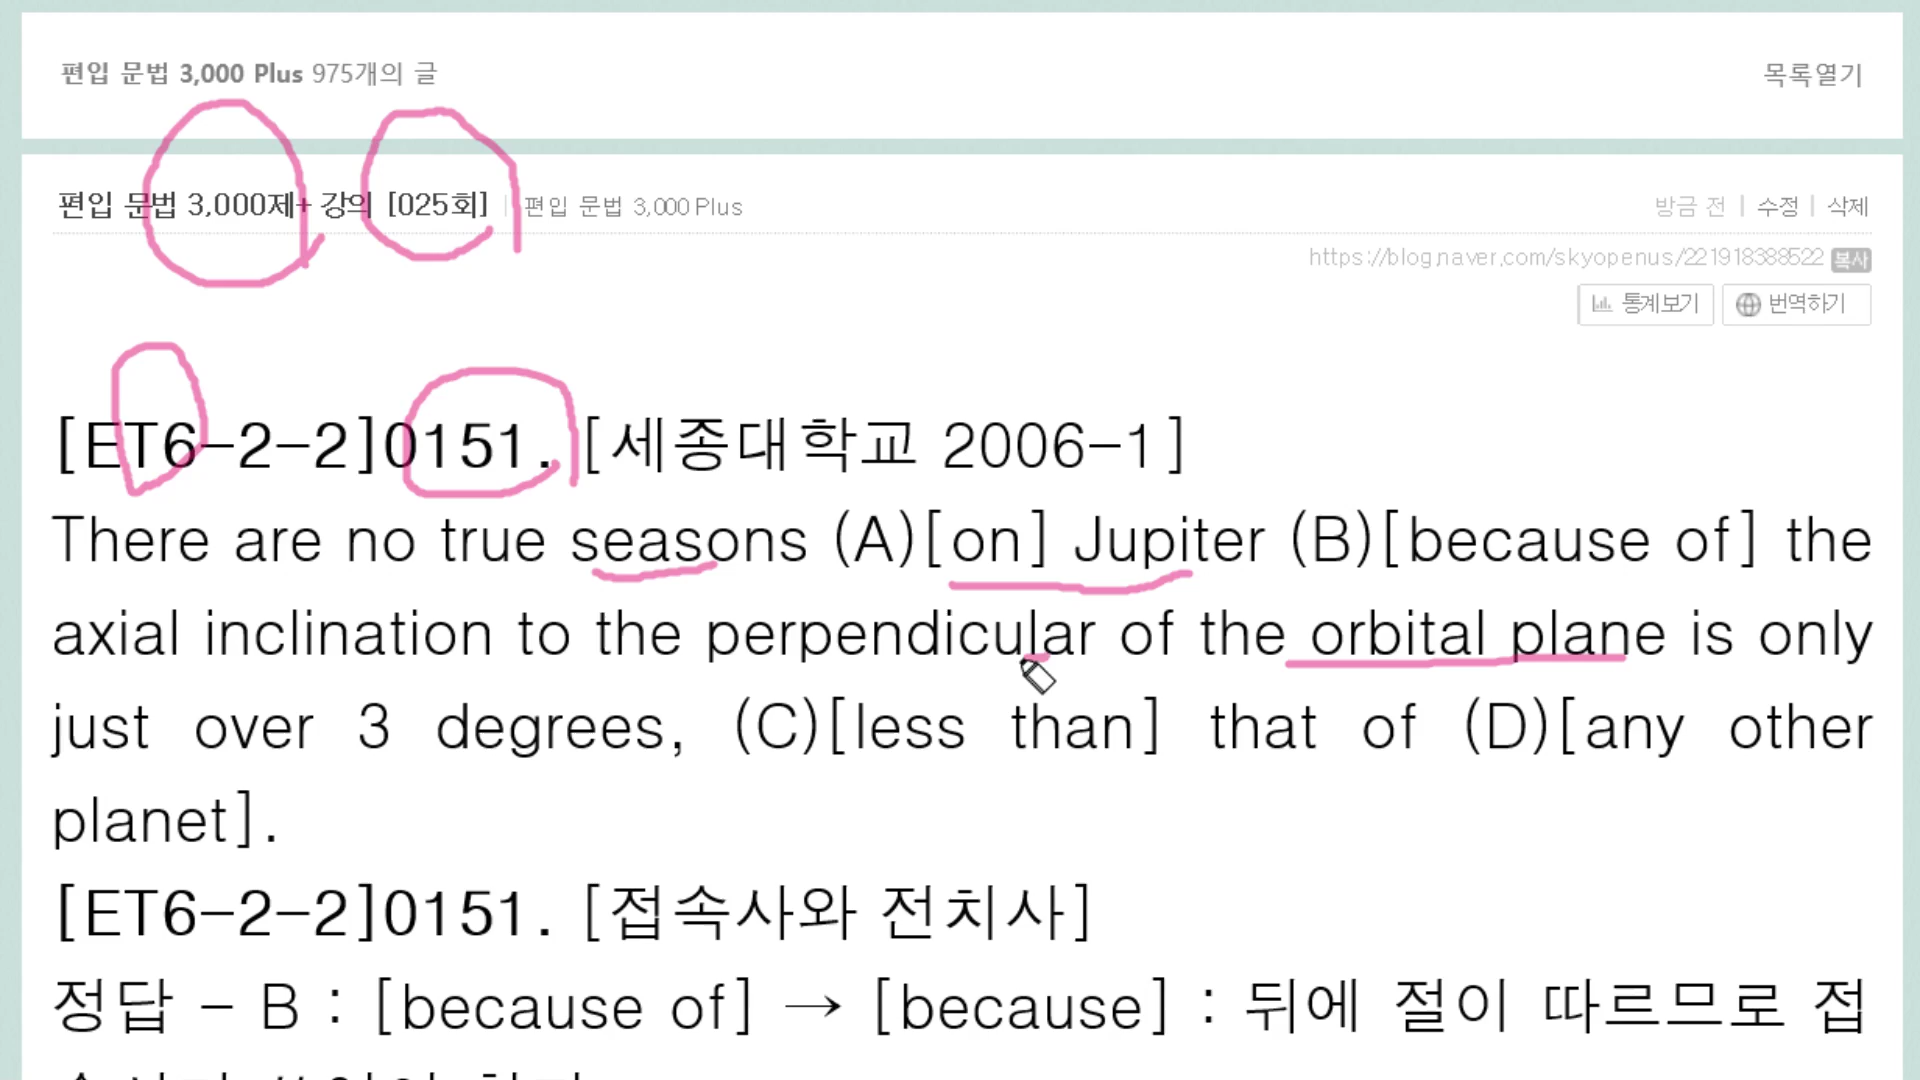 편입 문법 3,000 Plus 975개의 글
목록열기
편입 문법 3,000제+ 강의 [025회] | 편입 문법 3,000 Plus
방금 전 | 수정 | 삭제
https://blog.naver.com/skyopenus/221918388522 복사
통계보기 번역하기
[ET6-2-2]0151. [세종대학교 2006-1]
There are no true seasons (A)[on] Jupiter (B)[because of] the
axial inclination to the perpendicular of the orbital plane is only
just over 3 degrees, (C)[less than] that of (D)[any other
planet].
[ET6-2-2]0151. [접속사와 전치사]
정답 - B : [because of] → [because] : 뒤에 절이 따르므로 접